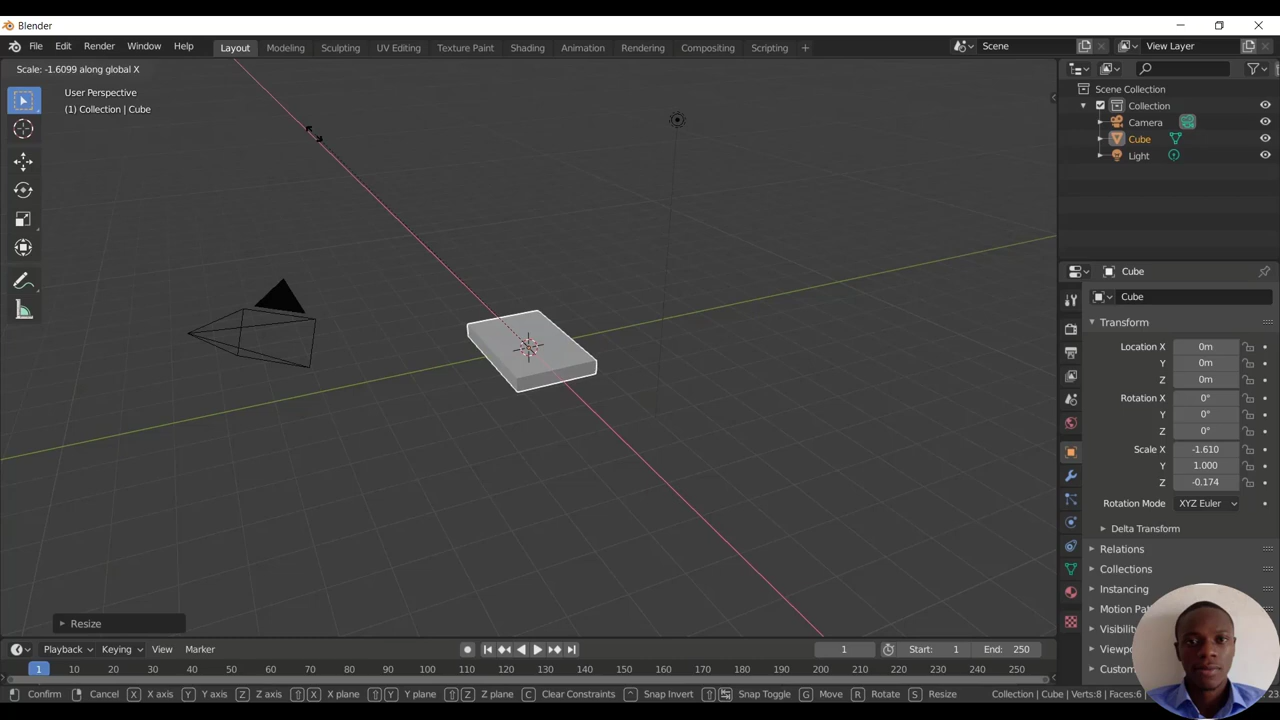 Blender
File Edit Render Window Help Layout Modeling Sculpting UV Editing Texture Paint Shading Animation Rendering Compositing Scripting + Scene View Layer
Scale: -1.6099 along global X
User Perspective
(1) Collection | Cube
Scene Collection
Collection
Camera
Cube
Light
Cube
Cube
Transform
Location X 0m
Y 0m
Z 0m
Rotation X 0°
Y 0°
Z 0°
Scale X -1.610
Y 1.000
Z -0.174
Rotation Mode XYZ Euler
Delta Transform
Relations
Collections
Instancing
Motion
Resize
Playback Keying View Marker 1 Start: 1 End: 250
1 10 20 30 40 50 60 70 80 90 100 110 120 130 140 150 160 170 180 190 200 210 220 230 240 250
Confirm Cancel X X axis Y Y axis Z Z axis X X plane Y Y plane Z Z plane C Clear Constraints Snap Invert Snap Toggle G Move R Rotate S Resize Collection | Cube | Verts:8 | Faces:6